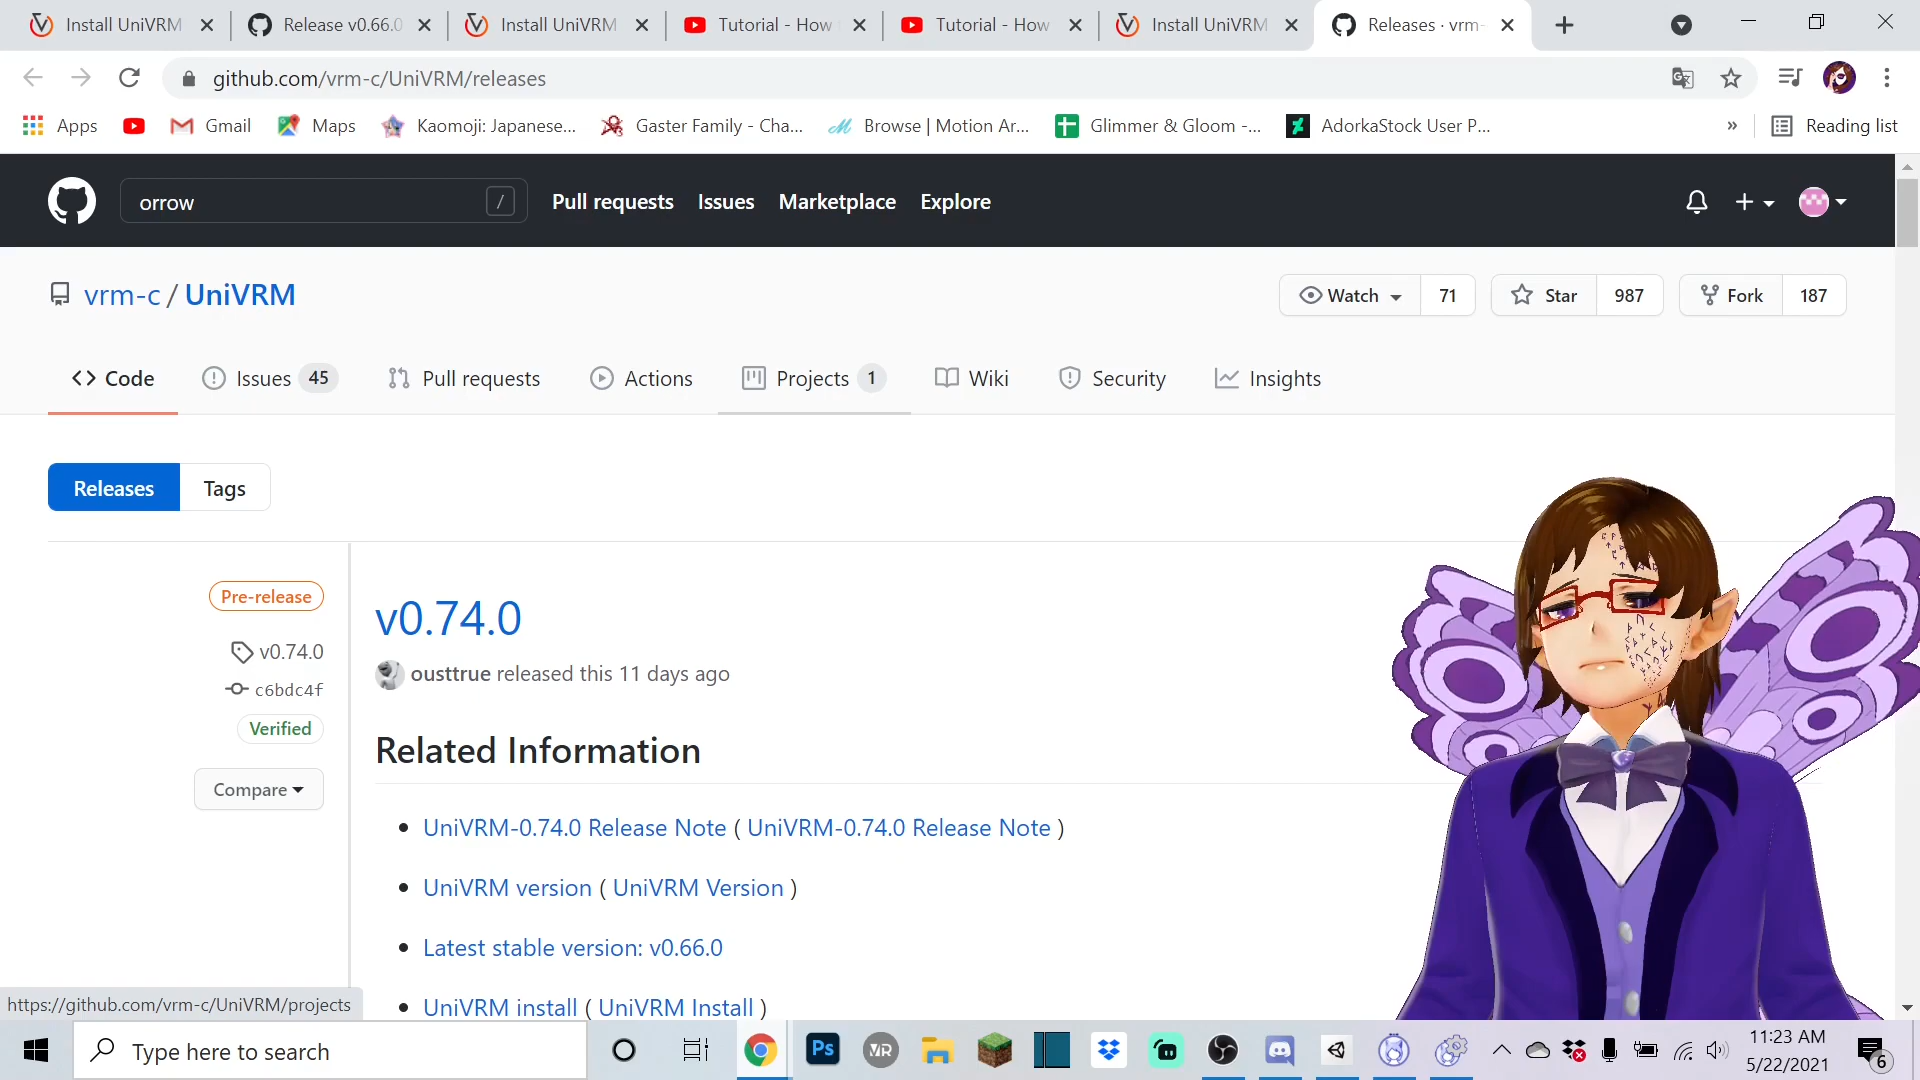 Install UniVRM
Release v0.66.0
Install UniVRM
Tutorial - How
Tutorial - How
Install UniVRM
Releases · vrm-
github.com/vrm-c/UniVRM/releases
Apps
Gmail
Maps
Kaomoji: Japanese...
Gaster Family - Cha...
Browse | Motion Ar...
Glimmer & Gloom -...
AdorkaStock User P...
»
Reading list
orrow
/
Pull requests
Issues
Marketplace
Explore
vrm-c / UniVRM
Watch 71
Star 987
Fork 187
Code
Issues 45
Pull requests
Actions
Projects 1
Wiki
Security
Insights
Releases
Tags
Pre-release
v0.74.0
c6bdc4f
Verified
Compare
v0.74.0
ousttrue released this 11 days ago
Related Information
• UniVRM-0.74.0 Release Note ( UniVRM-0.74.0 Release Note )
• UniVRM version ( UniVRM Version )
• Latest stable version: v0.66.0
• UniVRM install ( UniVRM Install )
https://github.com/vrm-c/UniVRM/projects
Type here to search
Ps
11:23 AM
5/22/2021
6